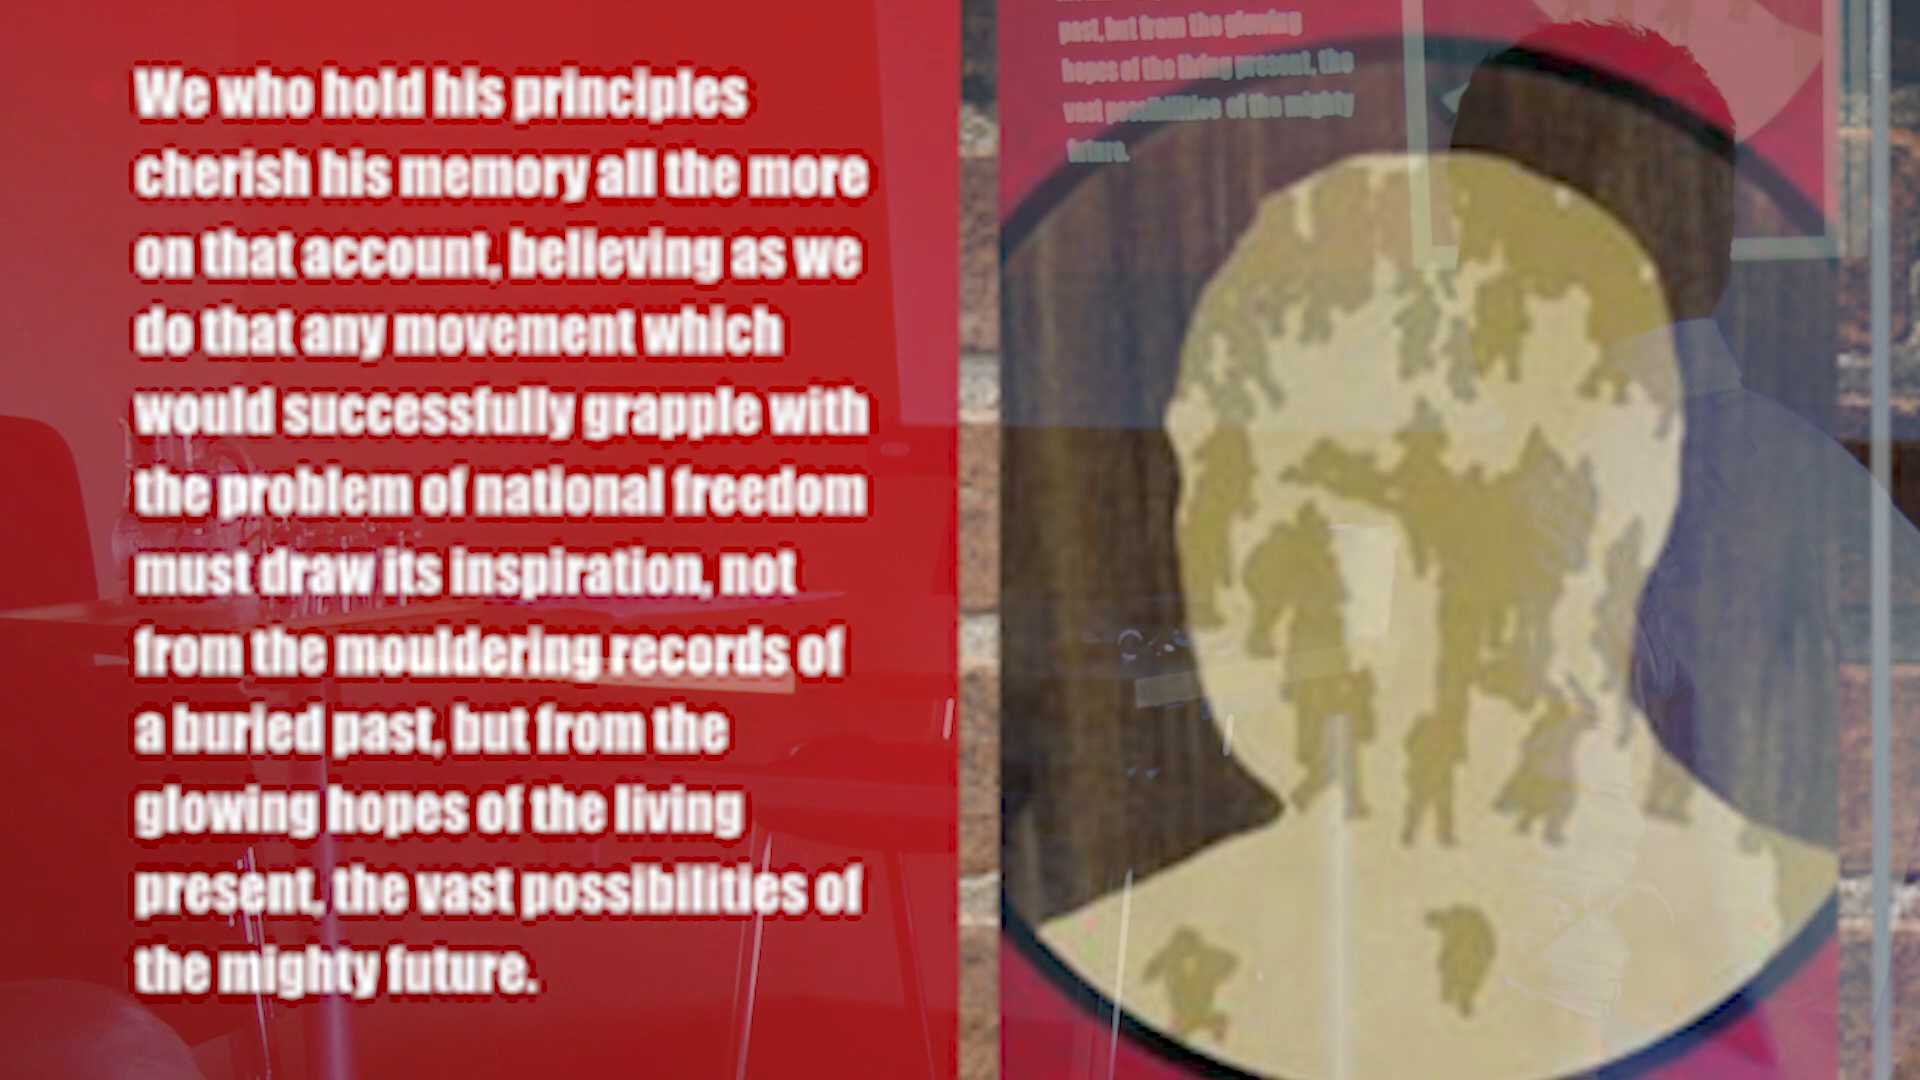 We who hold his principles
cherish his memory all the more
on that account, believing as we
do that any movement which
would successfully grapple with
the problem of national freedom
must draw its inspiration, not
from the mouldering records of
a buried past, but from the
glowing hopes of the living
present, the vast possibilities of
the mighty future.
past, but from the glowing
hopes of the living present, the
vast possibilities of the mighty
future.